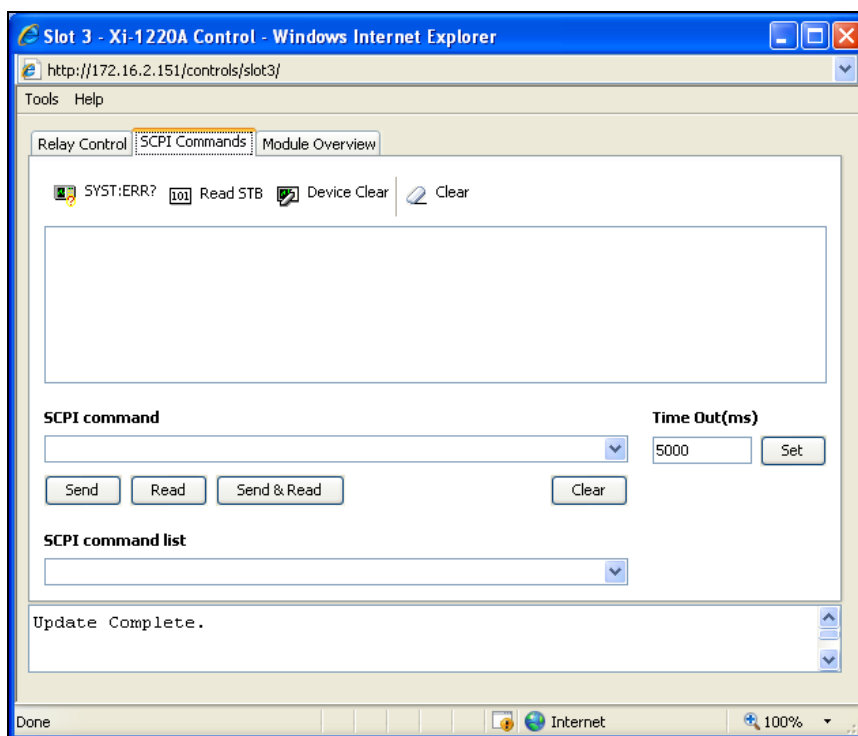 Slot 3 - Xi-1220A Control - Windows Internet Explorer
http://172.16.2.151/controls/slot3/
Tools Help
Relay Control SCPI Commands Module Overview
SYST:ERR? 101 Read STB Device Clear Clear
SCPI command Time Out(ms)
5000 Set
Send Read Send & Read Clear
SCPI command list
Update Complete.
Done Internet 100%